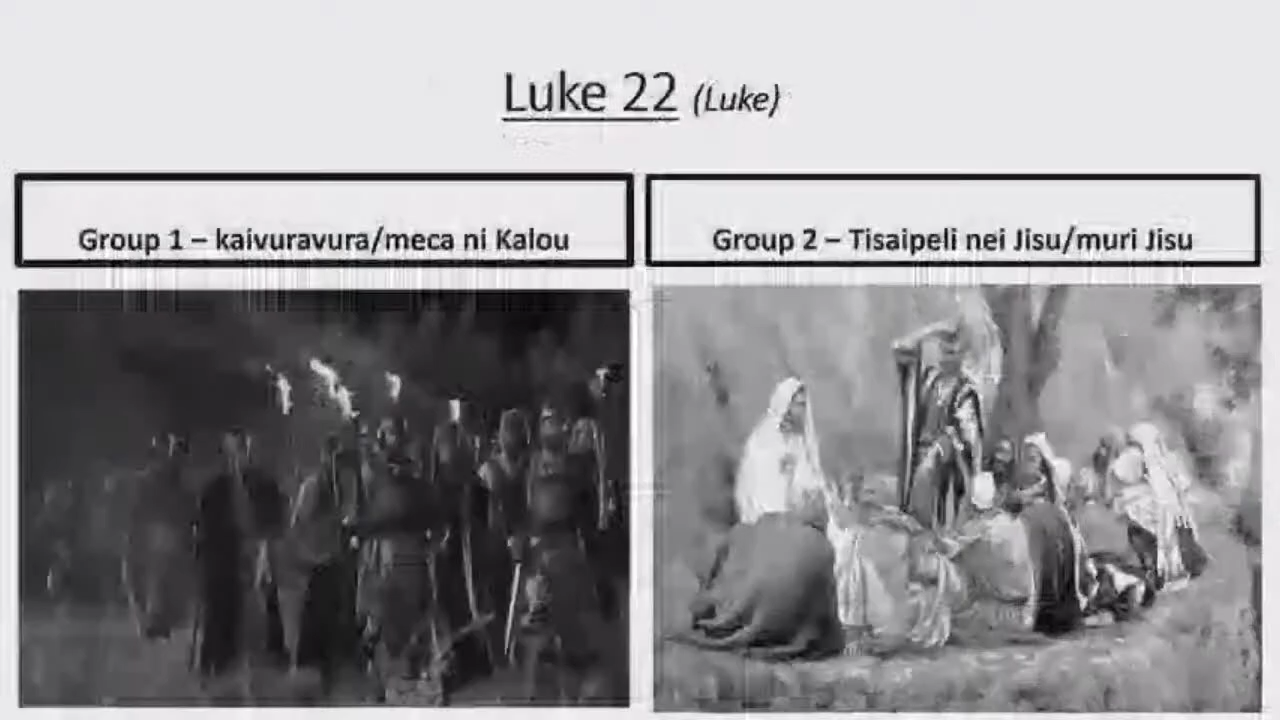 Luke 22 (Luke)
Group 1 – kaivuravura/meca ni Kalou
Group 2 – Tisaipeli nei Jisu/muri Jisu